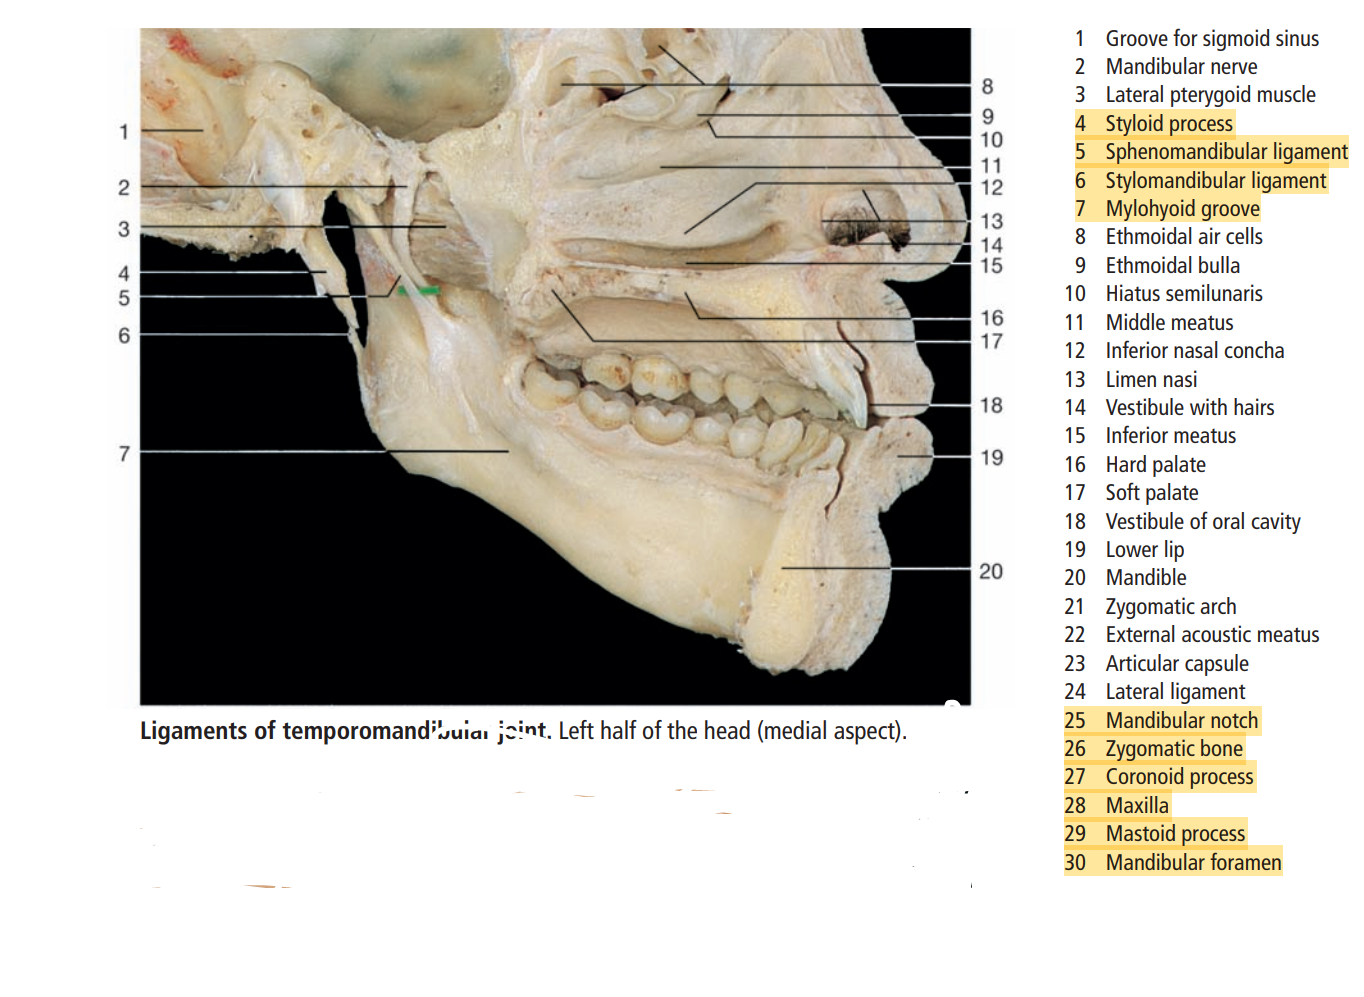 1
2
3
4
5
6
7
8
9
10
11
12
13
14
15
16
17
18
19
20
Ligaments of temporomandibular joint. Left half of the head (medial aspect).
1 Groove for sigmoid sinus
2 Mandibular nerve
3 Lateral pterygoid muscle
4 Styloid process
5 Sphenomandibular ligament
6 Stylomandibular ligament
7 Mylohyoid groove
8 Ethmoidal air cells
9 Ethmoidal bulla
10 Hiatus semilunaris
11 Middle meatus
12 Inferior nasal concha
13 Limen nasi
14 Vestibule with hairs
15 Inferior meatus
16 Hard palate
17 Soft palate
18 Vestibule of oral cavity
19 Lower lip
20 Mandible
21 Zygomatic arch
22 External acoustic meatus
23 Articular capsule
24 Lateral ligament
25 Mandibular notch
26 Zygomatic bone
27 Coronoid process
28 Maxilla
29 Mastoid process
30 Mandibular foramen